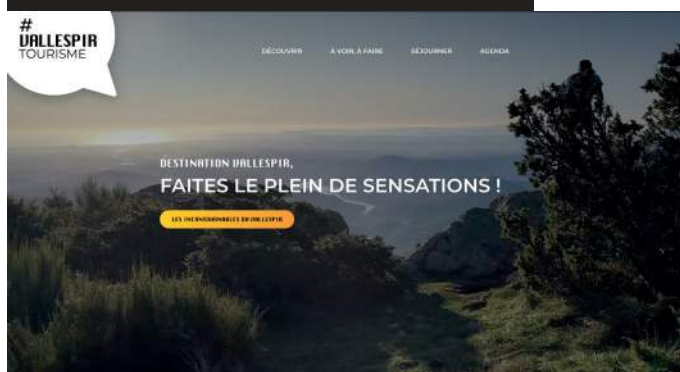 #
VALLESPIR
TOURISME
DÉCOUVRIR
À VOIR, À FAIRE
SÉJOURNER
AGENDA
DESTINATION VALLESPIR,
FAITES LE PLEIN DE SENSATIONS !
LES INCONTOURNABLES DU VALLESPIR